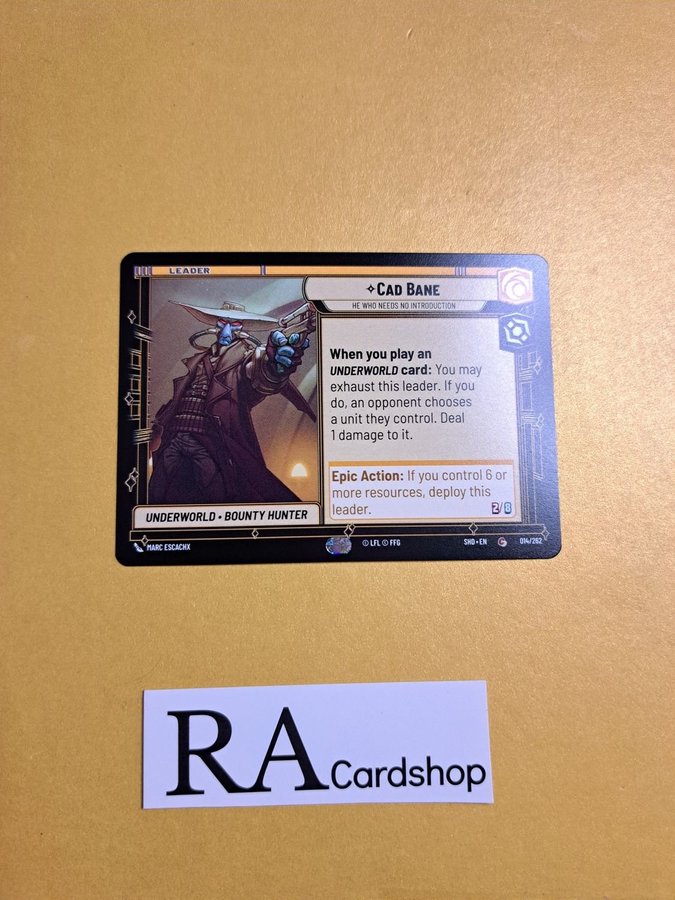 LEADER
CAD BANE
HE WHO NEEDS NO INTRODUCTION
When you play an
UNDERWORLD card: You may
exhaust this leader. If you
do, an opponent chooses
a unit they control. Deal
1 damage to it.
Epic Action: If you control 6 or
more resources, deploy this
leader.
2/8
UNDERWORLD • BOUNTY HUNTER
MARC ESCACHX
© LFL © FFG
SHD • EN
C
014/262
RA Cardshop